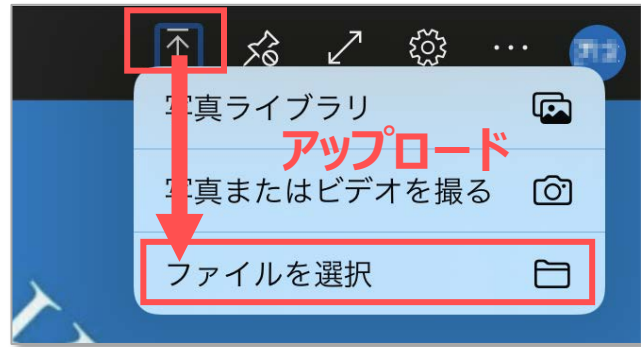 写真ライブラリ
アップロード
写真またはビデオを撮る
ファイルを選択